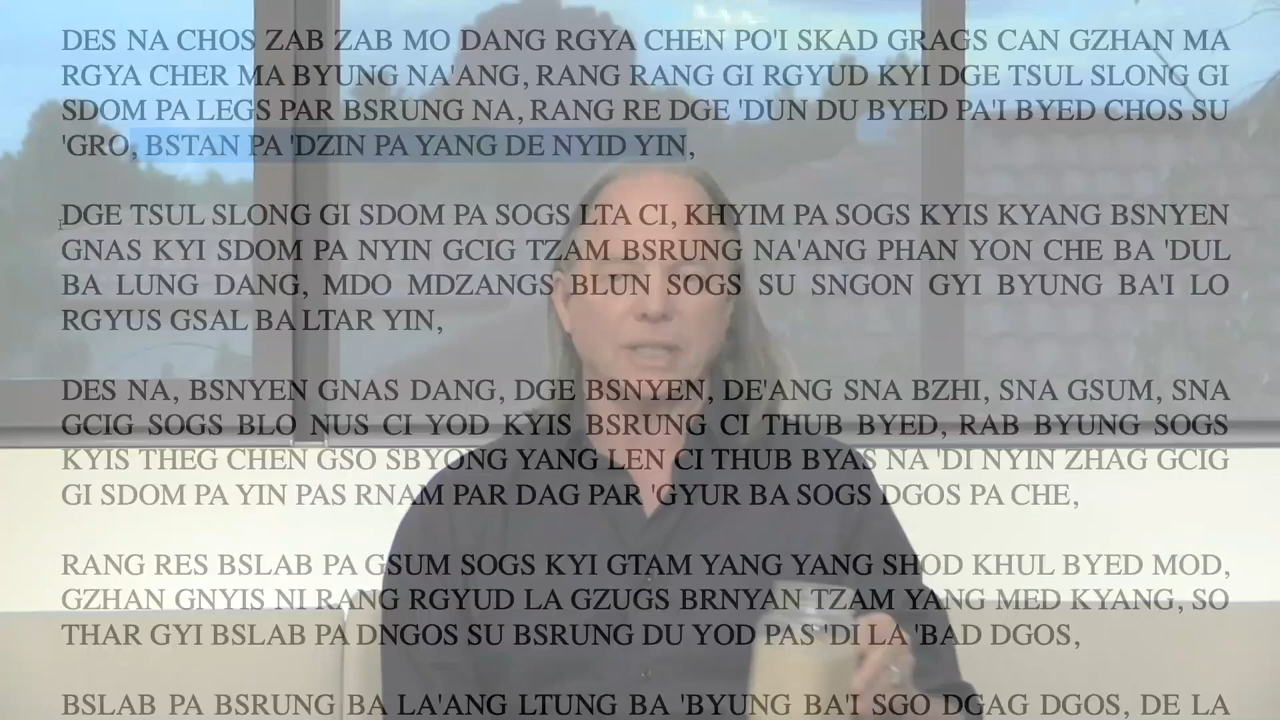 DES NA CHOS ZAB ZAB MO DANG RGYA CHEN PO'I SKAD GRAGS CAN GZHAN MA
RGYA CHER MA BYUNG NA'ANG, RANG RANG GI RGYUD KYI DGE TSUL SLONG GI
SDOM PA LEGS PAR BSRUNG NA, RANG RE DGE 'DUN DU BYED PA'I BYED CHOS SU
'GRO, BSTAN PA 'DZIN PA YANG DE NYID YIN,
DGE TSUL SLONG GI SDOM PA SOGS LTA CI, KHYIM PA SOGS KYIS KYANG BSNYEN
GNAS KYI SDOM PA NYIN GCIG TZAM BSRUNG NA'ANG PHAN YON CHE BA 'DUL
BA LUNG DANG, MDO MDZANGS BLUN SOGS SU SNGON GYI BYUNG BA'I LO
RGYUS GSAL BA LTAR YIN,
DES NA, BSNYEN GNAS DANG, DGE BSNYEN, DE'ANG SNA BZHI, SNA GSUM, SNA
GCIG SOGS BLO NUS CI YOD KYIS BSRUNG CI THUB BYED, RAB BYUNG SOGS
KYIS THEG CHEN GSO SBYONG YANG LEN CI THUB BYAS NA 'DI NYIN ZHAG GCIG
GI SDOM PA YIN PAS RNAM PAR DAG PAR 'GYUR BA SOGS DGOS PA CHE,
RANG RES BSLAB PA GSUM SOGS KYI GTAM YANG YANG SHOD KHUL BYED MOD,
GZHAN GNYIS NI RANG RGYUD LA GZUGS BRNYAN TZAM YANG MED KYANG, SO
THAR GYI BSLAB PA DNGOS SU BSRUNG DU YOD PAS 'DI LA 'BAD DGOS,
BSLAB PA BSRUNG BA LA'ANG LTUNG BA 'BYUNG BA'I SGO DGAG DGOS, DE LA